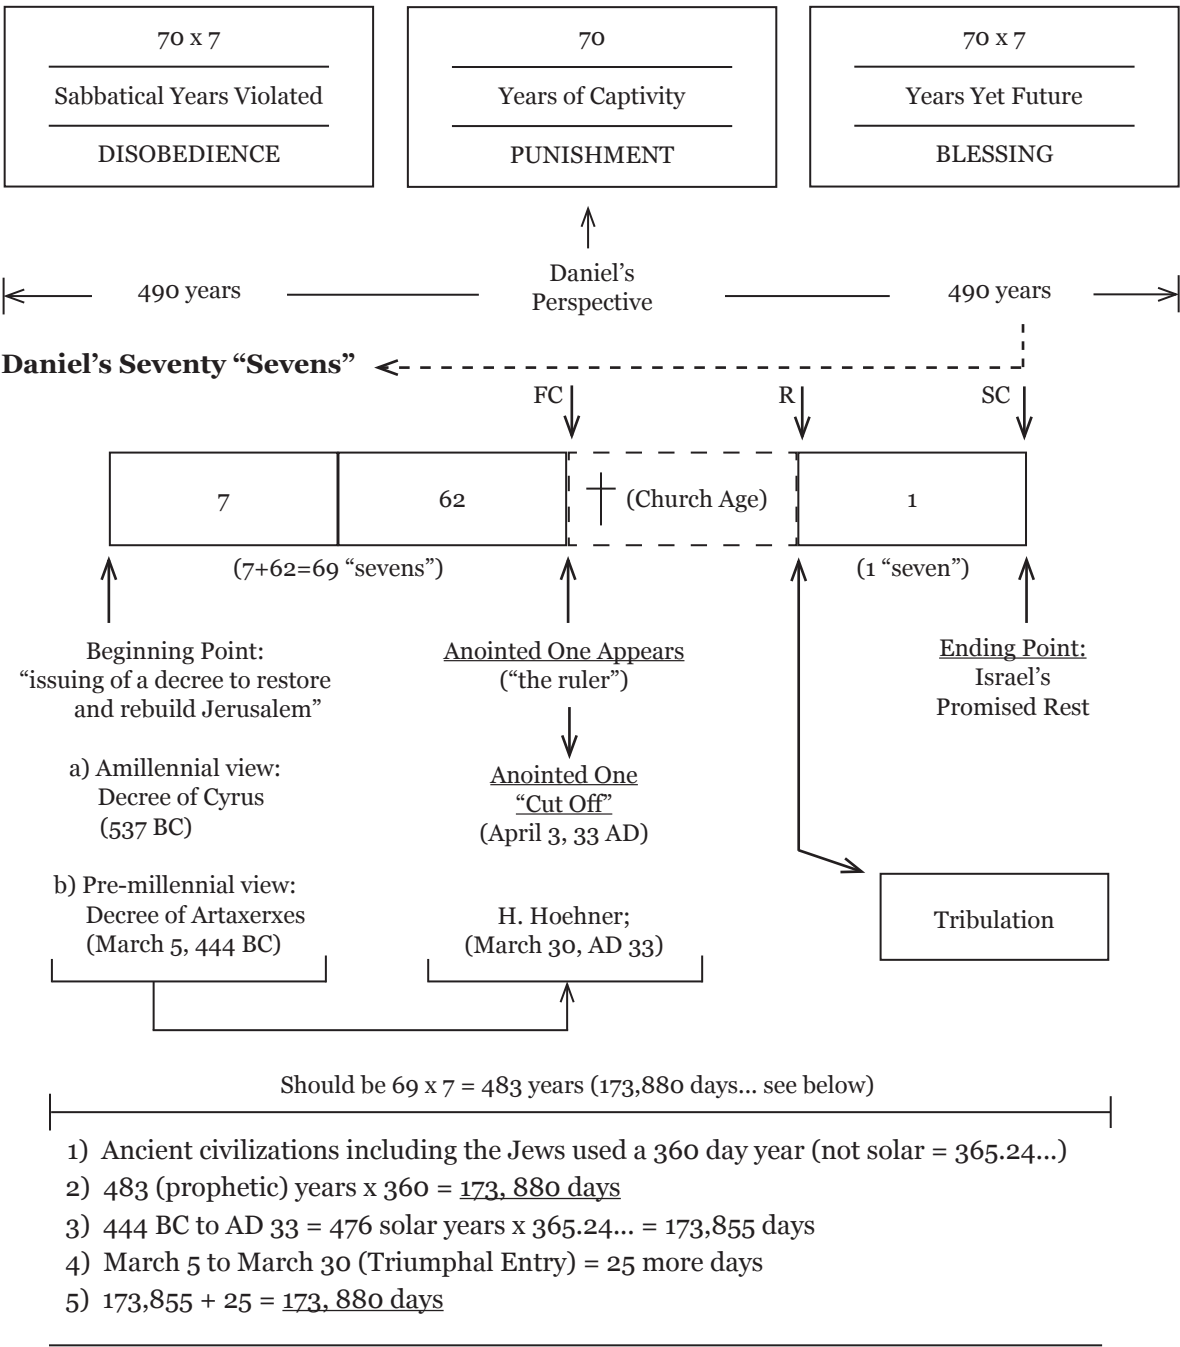 70 x 7
Sabbatical Years Violated
DISOBEDIENCE
70
Years of Captivity
PUNISHMENT
70 x 7
Years Yet Future
BLESSING
490 years
Daniel’s
Perspective
490 years
Daniel’s Seventy “Sevens”
FC
R
SC
7
62
(Church Age)
1
(7+62=69 “sevens”)
(1 “seven”)
Beginning Point:
“issuing of a decree to restore
and rebuild Jerusalem”
a) Amillennial view:
Decree of Cyrus
(537 BC)
b) Pre-millennial view:
Decree of Artaxerxes
(March 5, 444 BC)
Anointed One Appears
(“the ruler”)
Anointed One
“Cut Off”
(April 3, 33 AD)
H. Hoehner;
(March 30, AD 33)
Ending Point:
Israel’s
Promised Rest
Tribulation
Should be 69 x 7 = 483 years (173,880 days... see below)
1) Ancient civilizations including the Jews used a 360 day year (not solar = 365.24...)
2) 483 (prophetic) years x 360 = 173, 880 days
3) 444 BC to AD 33 = 476 solar years x 365.24... = 173,855 days
4) March 5 to March 30 (Triumphal Entry) = 25 more days
5) 173,855 + 25 = 173, 880 days